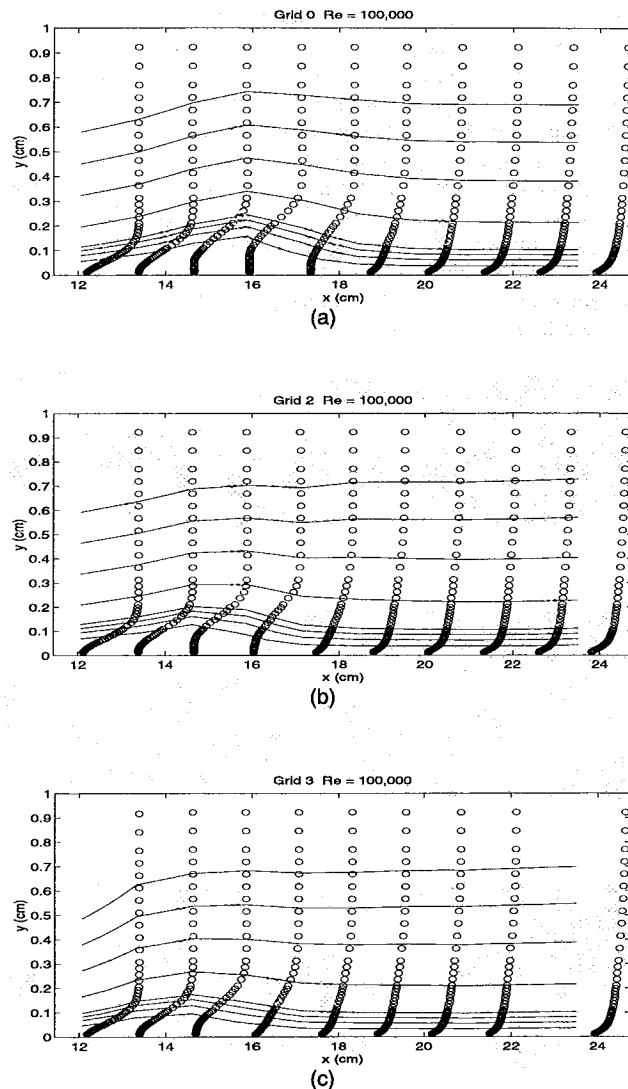 Grid 0 Re = 100,000
1
0.9
0.8
0.7
0.6
0.5
0.4
0.3
0.2
0.1
0
y (cm)
12 14 16 18 20 22 24
x (cm)
(a)
Grid 2 Re = 100,000
1
0.9
0.8
0.7
0.6
0.5
0.4
0.3
0.2
0.1
0
y (cm)
12 14 16 18 20 22 24
x (cm)
(b)
Grid 3 Re = 100,000
1
0.9
0.8
0.7
0.6
0.5
0.4
0.3
0.2
0.1
0
y (cm)
12 14 16 18 20 22 24
x (cm)
(c)